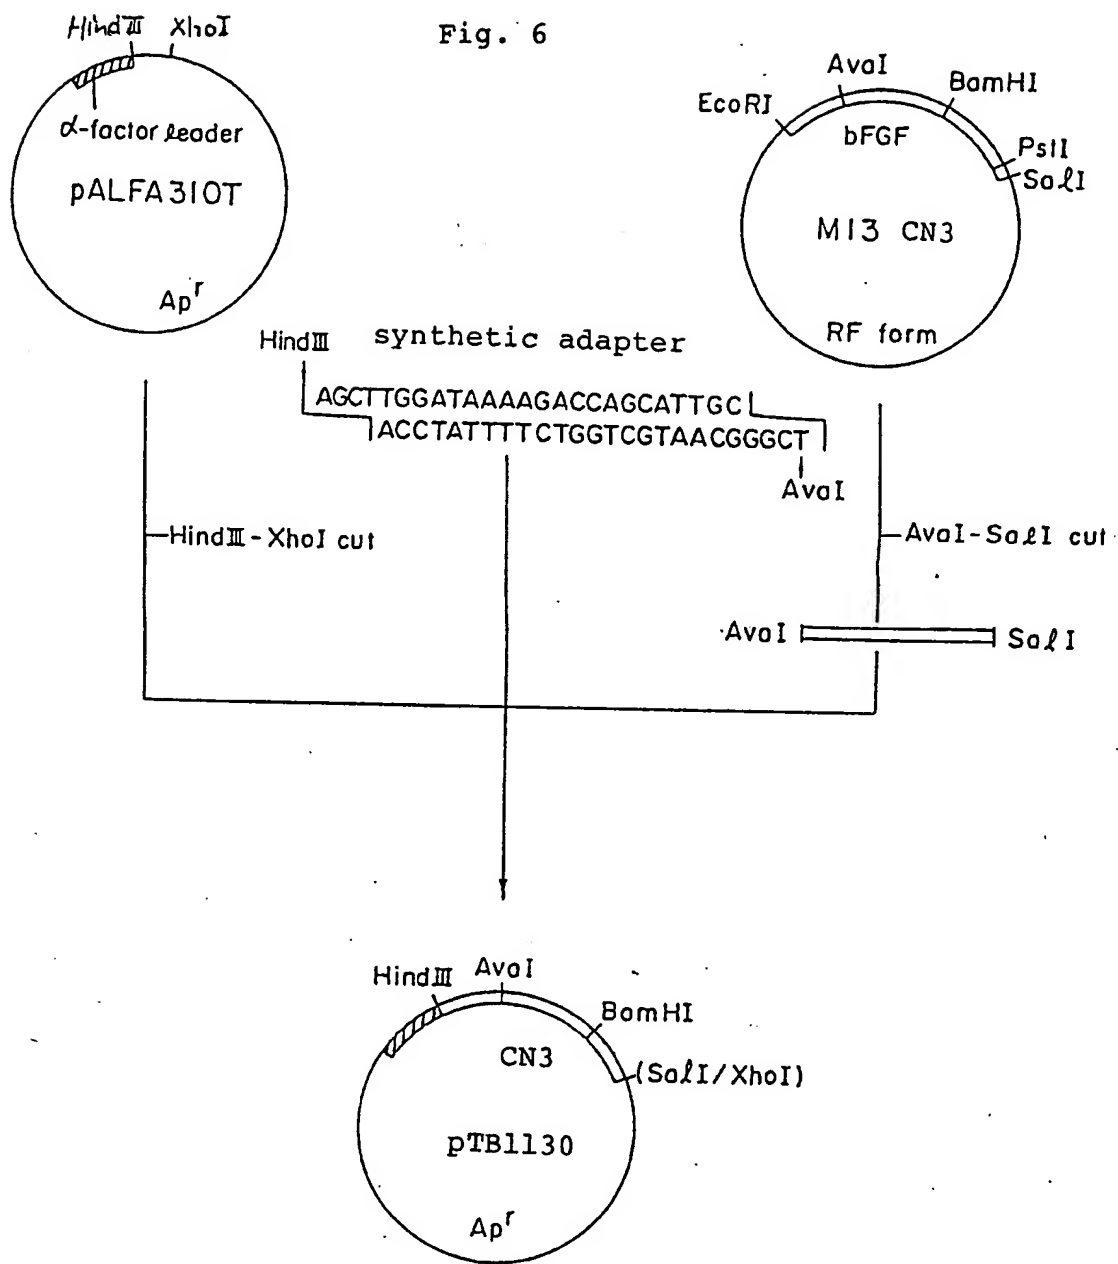 Fig. 6
HindⅢ XhoI
α-factor leader
pALFA310T
Apʳ
EcoRI
AvaI
BamHI
bFGF
PstI
SalI
M13 CN3
RF form
HindⅢ synthetic adapter
AGCTTGGATAAAAGACCAGCATTGC
ACCTATTTTCTGGTCGTAACGGGCT
AvaI
HindⅢ-XhoI cut
AvaI-SalI cut
AvaI
SalI
HindⅢ
AvaI
BamHI
CN3
(SalI/XhoI)
pTB1130
Apʳ